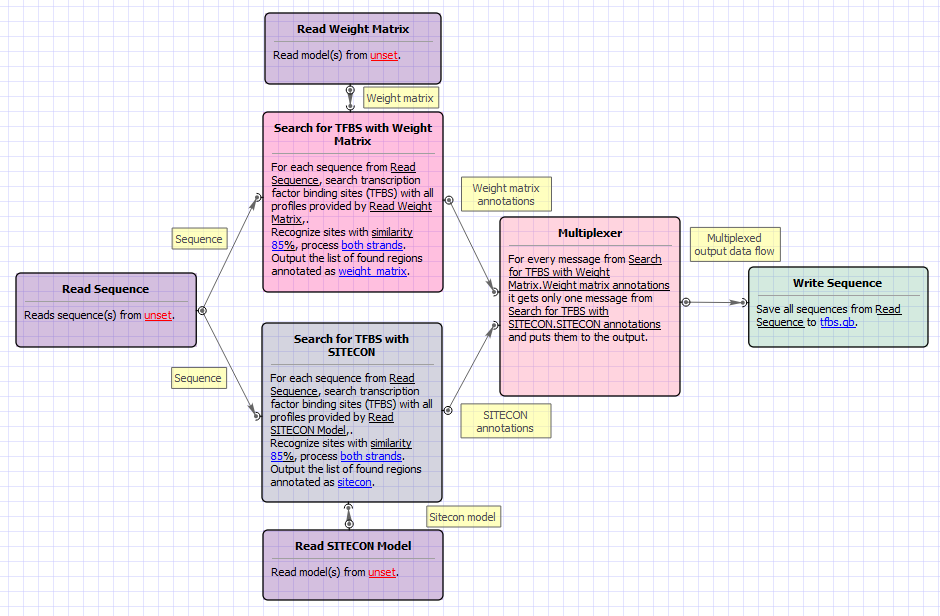 Read Weight Matrix
Read model(s) from unset.
Weight matrix
Search for TFBS with Weight
Matrix
For each sequence from Read
Sequence, search transcription
factor binding sites (TFBS) with all
profiles provided by Read Weight
Matrix,.
Recognize sites with similarity
85%, process both strands.
Output the list of found regions
annotated as weight_matrix.
Weight matrix
annotations
Sequence
Multiplexer
For every message from Search
for TFBS with Weight
Matrix.Weight matrix annotations
it gets only one message from
Search for TFBS with
SITECON.SITECON annotations
and puts them to the output.
Multiplexed
output data flow
Read Sequence
Reads sequence(s) from unset.
Write Sequence
Save all sequences from Read
Sequence to tfbs.gb.
Sequence
Search for TFBS with
SITECON
For each sequence from Read
Sequence, search transcription
factor binding sites (TFBS) with all
profiles provided by Read
SITECON Model,.
Recognize sites with similarity
85%, process both strands.
Output the list of found regions
annotated as sitecon.
SITECON
annotations
Sitecon model
Read SITECON Model
Read model(s) from unset.